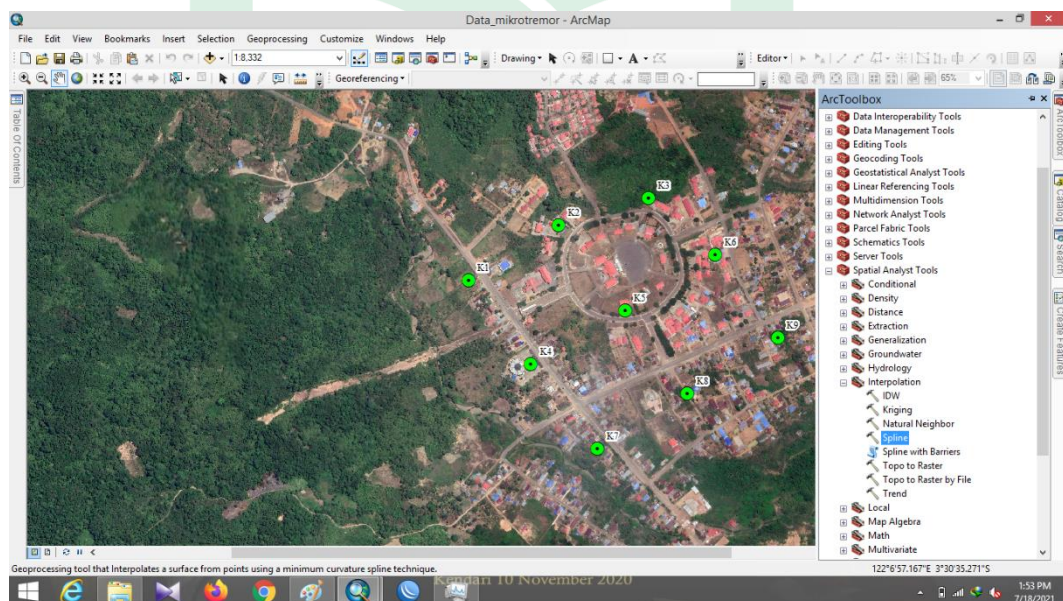 Data_mikrotremor - ArcMap
File Edit View Bookmarks Insert Selection Geoprocessing Customize Windows Help
1:8.332
Drawing
Editor
Georeferencing
65%
Table Of Contents
K3
K2
K6
K1
K5
K9
K4
K8
K7
ArcToolbox
Data Interoperability Tools
Data Management Tools
Editing Tools
Geocoding Tools
Geostatistical Analyst Tools
Linear Referencing Tools
Multidimension Tools
Network Analyst Tools
Parcel Fabric Tools
Schematics Tools
Server Tools
Spatial Analyst Tools
Conditional
Density
Distance
Extraction
Generalization
Groundwater
Hydrology
Interpolation
IDW
Kriging
Natural Neighbor
Spline
Spline with Barriers
Topo to Raster
Topo to Raster by File
Trend
Local
Map Algebra
Math
Multivariate
ArcToolbox
Catalog
Search
Create Features
Geoprocessing tool that Interpolates a surface from points using a minimum curvature spline technique.
122°6'57.167"E 3°30'35.271"S
Kendari 10 November 2020
1:53 PM
7/18/2021